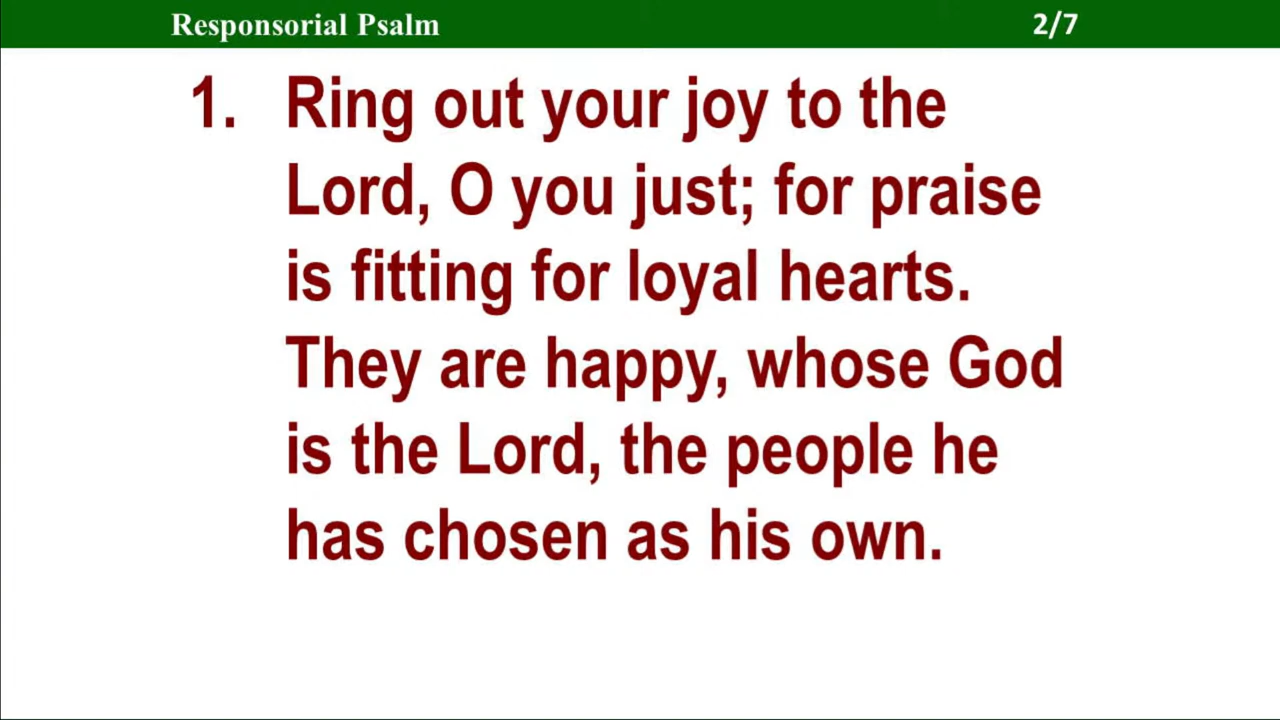 Responsorial Psalm 2/7
1. Ring out your joy to the
Lord, O you just; for praise
is fitting for loyal hearts.
They are happy, whose God
is the Lord, the people he
has chosen as his own.